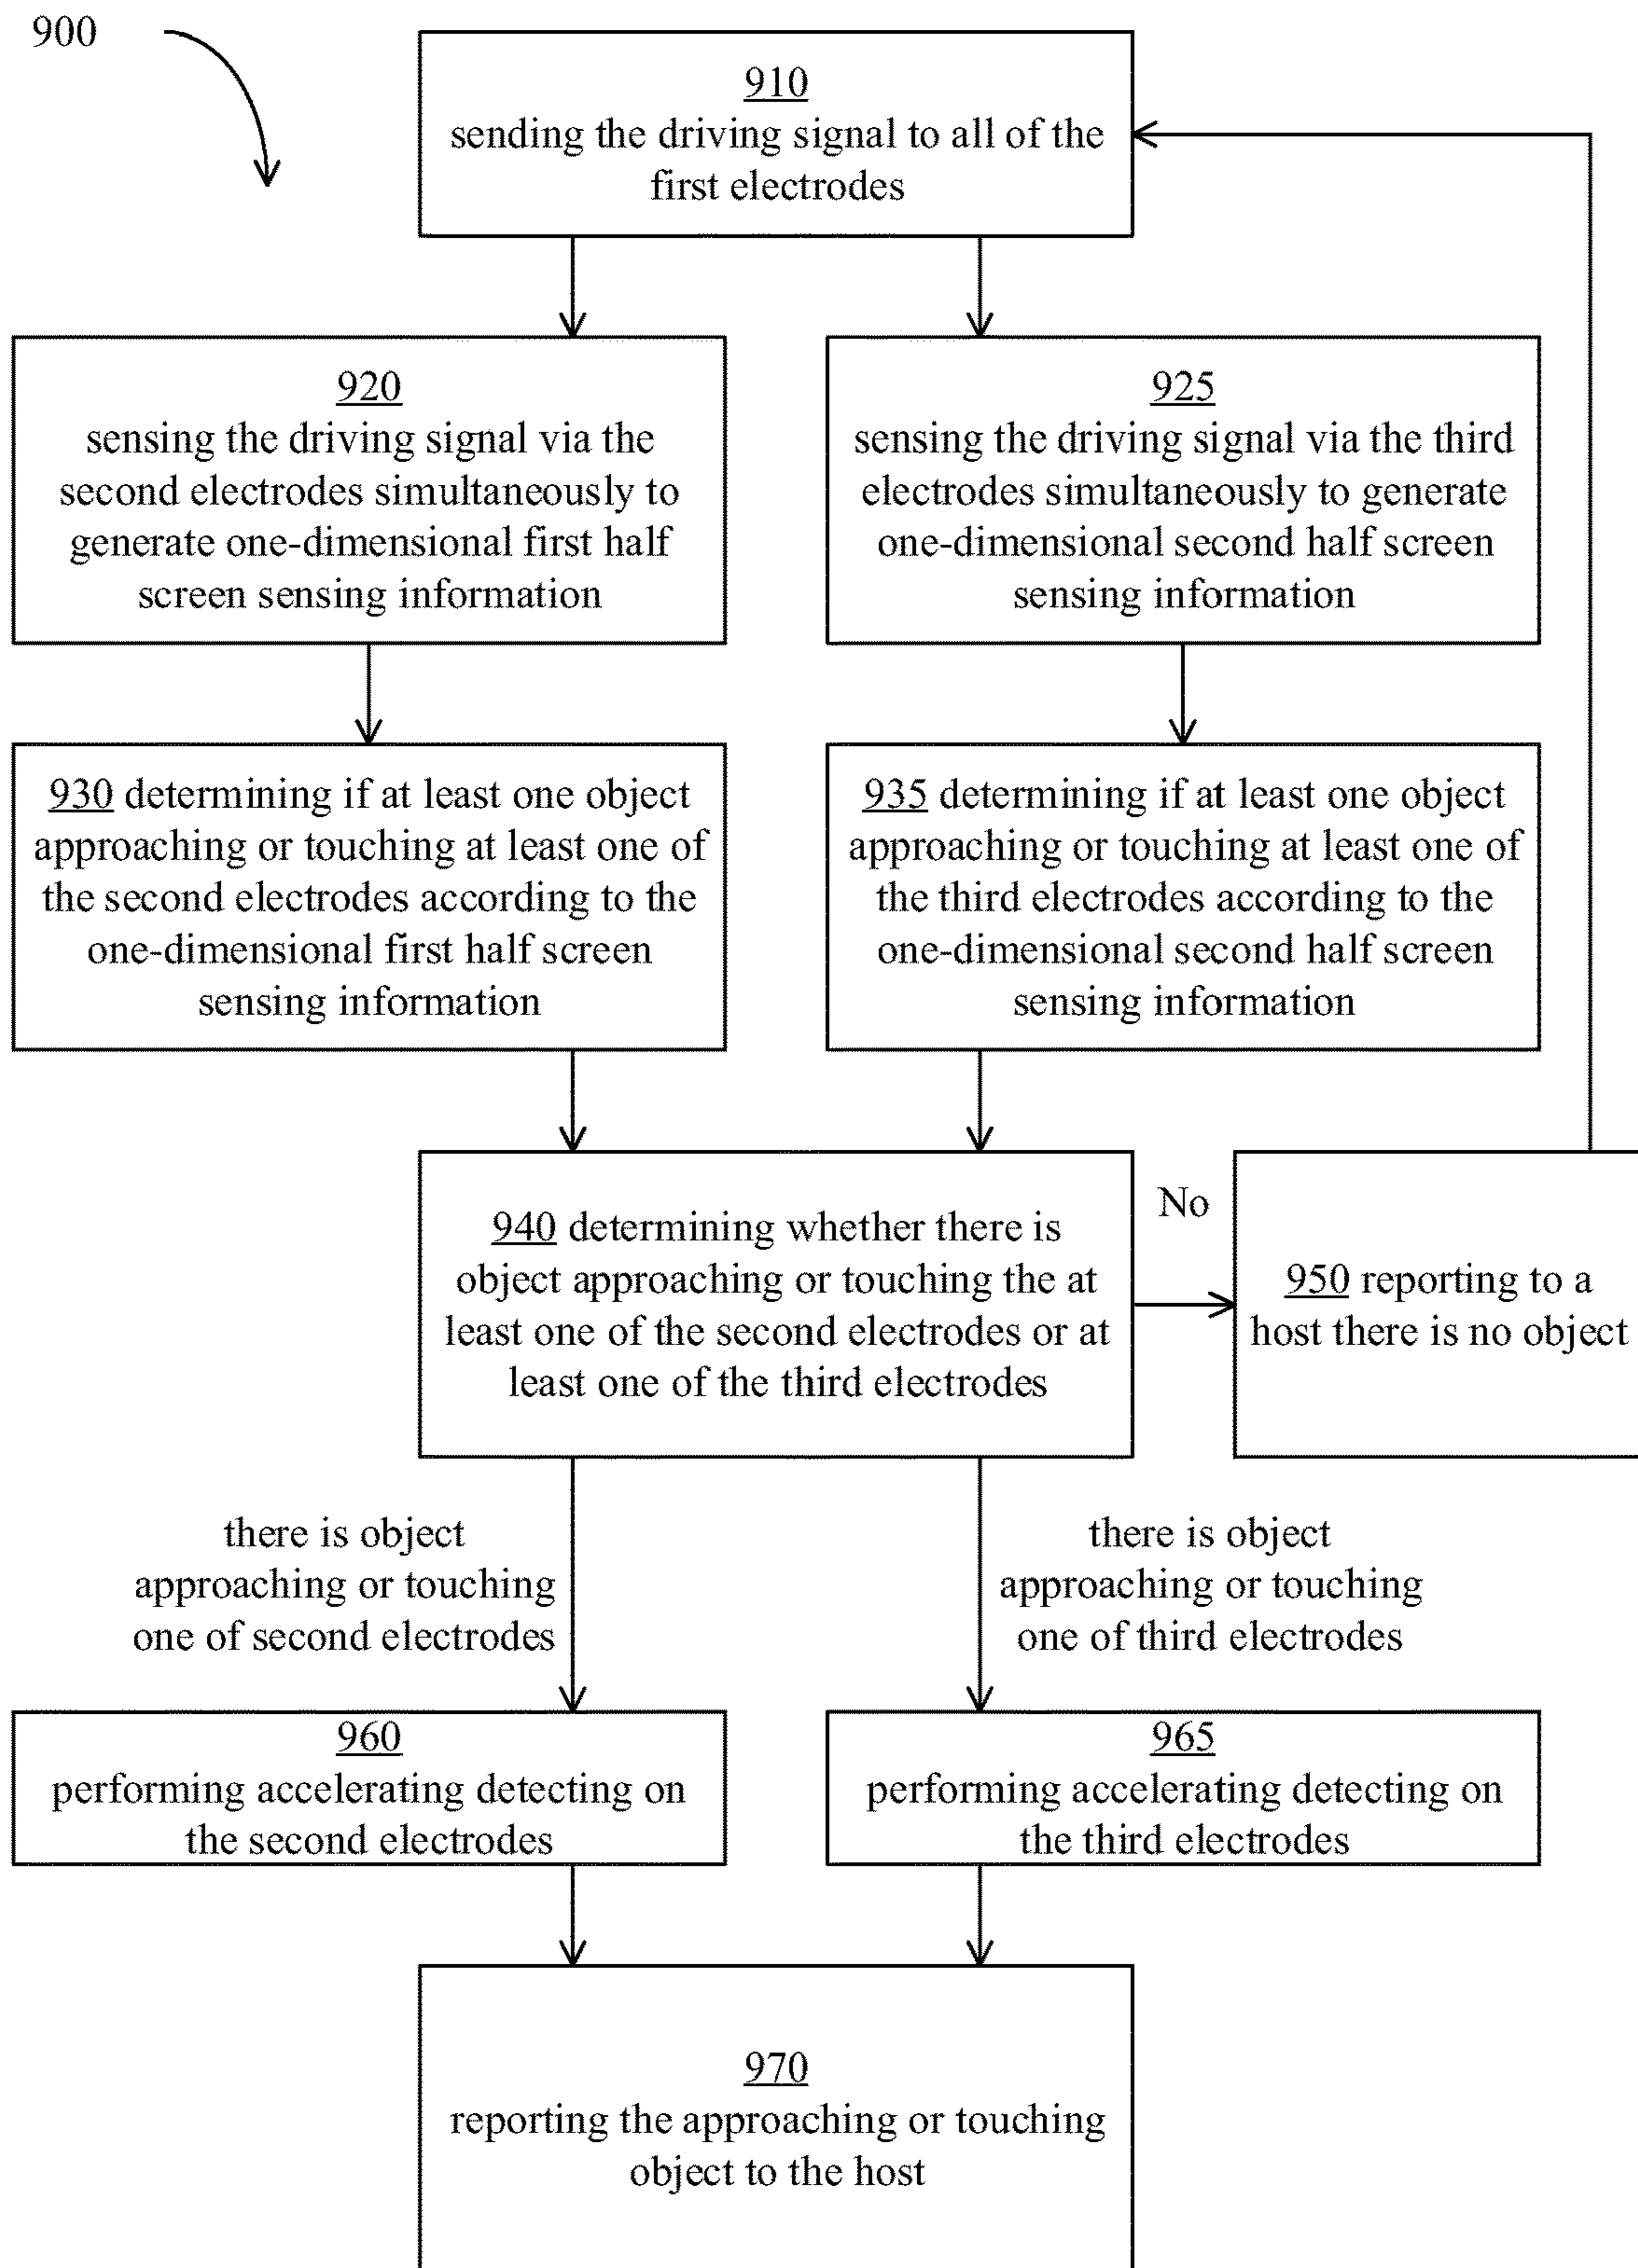 900
910
sending the driving signal to all of the
first electrodes
920
sensing the driving signal via the
second electrodes simultaneously to
generate one-dimensional first half
screen sensing information
925
sensing the driving signal via the third
electrodes simultaneously to generate
one-dimensional second half screen
sensing information
930 determining if at least one object
approaching or touching at least one of
the second electrodes according to the
one-dimensional first half screen
sensing information
935 determining if at least one object
approaching or touching at least one of
the third electrodes according to the
one-dimensional second half screen
sensing information
940 determining whether there is
object approaching or touching the at
least one of the second electrodes or at
least one of the third electrodes
No
950 reporting to a
host there is no object
there is object
approaching or touching
one of second electrodes
there is object
approaching or touching
one of third electrodes
960
performing accelerating detecting on
the second electrodes
965
performing accelerating detecting on
the third electrodes
970
reporting the approaching or touching
object to the host